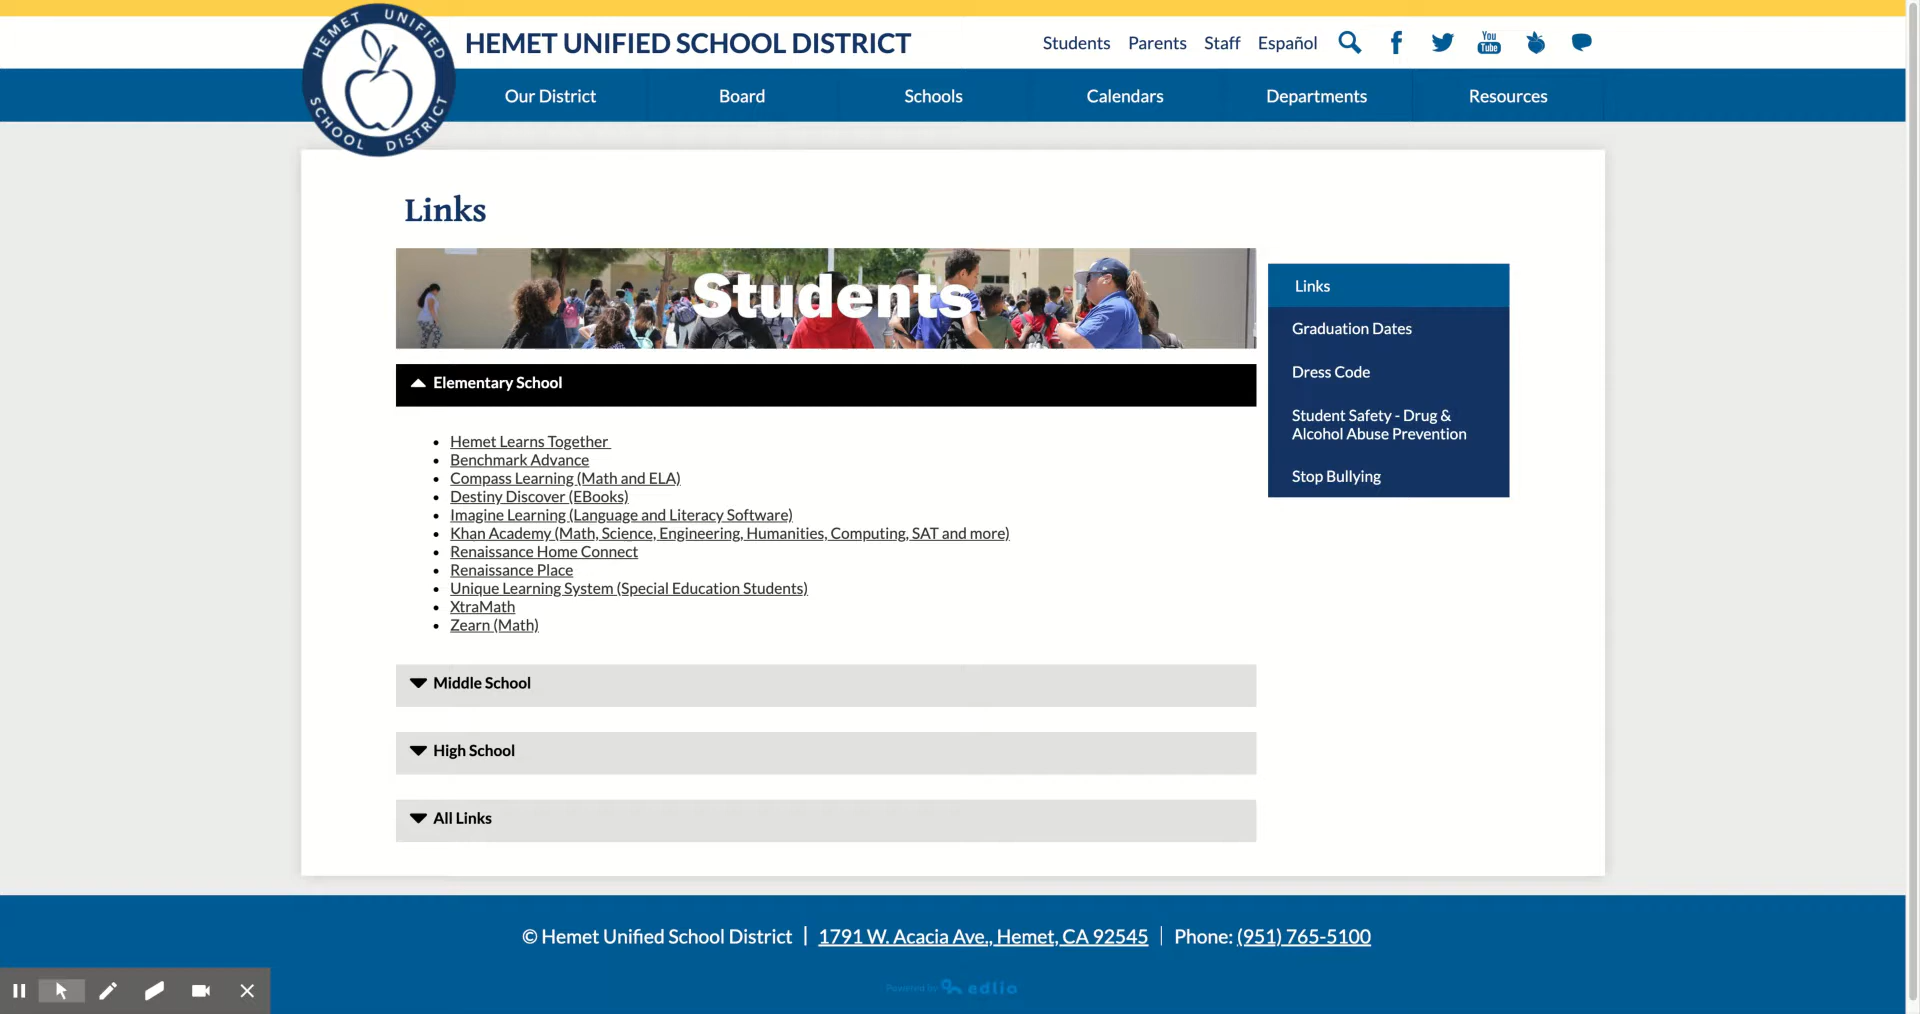 HEMET UNIFIED
SCHOOL DISTRICT
HEMET UNIFIED SCHOOL DISTRICT
Students Parents Staff Español
You
Tube
Our District Board Schools Calendars Departments Resources
Links
Students
Elementary School
Hemet Learns Together
Benchmark Advance
Compass Learning (Math and ELA)
Destiny Discover (EBooks)
Imagine Learning (Language and Literacy Software)
Khan Academy (Math, Science, Engineering, Humanities, Computing, SAT and more)
Renaissance Home Connect
Renaissance Place
Unique Learning System (Special Education Students)
XtraMath
Zearn (Math)
Middle School
High School
All Links
Links
Graduation Dates
Dress Code
Student Safety - Drug &
Alcohol Abuse Prevention
Stop Bullying
© Hemet Unified School District | 1791 W. Acacia Ave., Hemet, CA 92545 | Phone: (951) 765-5100
Powered by edlio